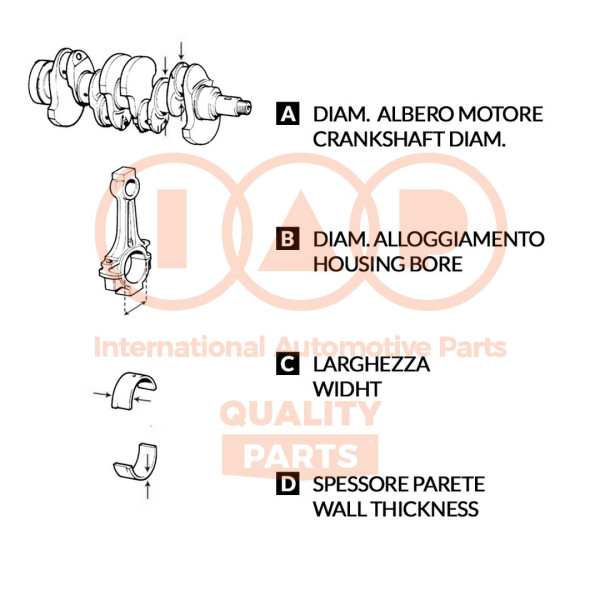 A DIAM. ALBERO MOTORE
CRANKSHAFT DIAM.
IAP
B DIAM. ALLOGGIAMENTO
HOUSING BORE
International Automotive Parts
C LARGHEZZA
WIDHT
QUALITY
PARTS
D SPESSORE PARETE
WALL THICKNESS